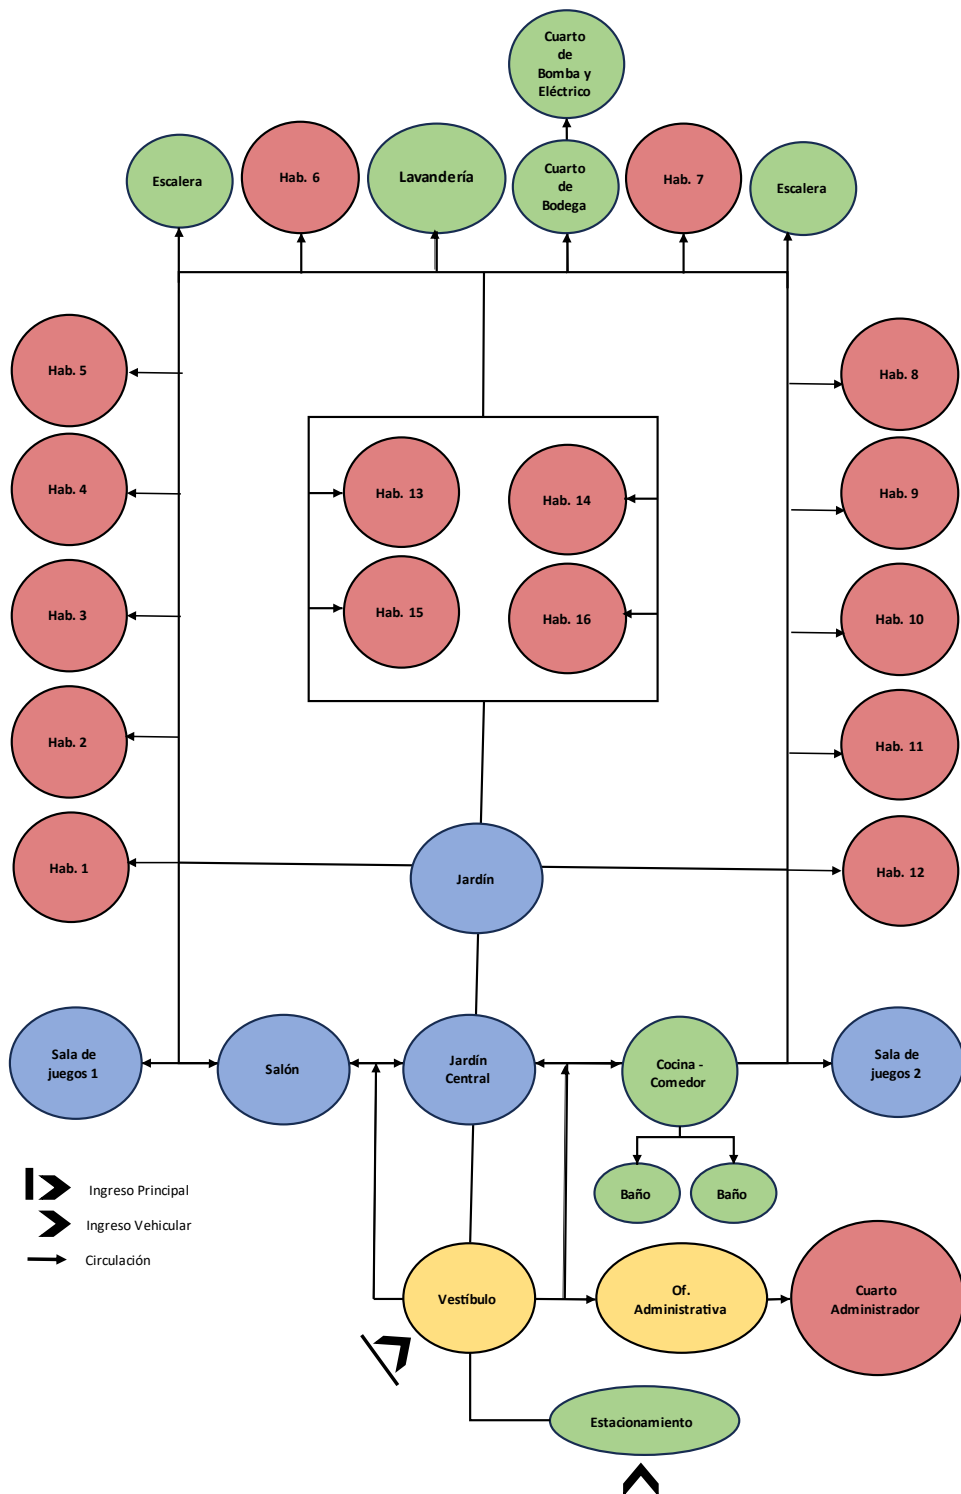 Cuarto
de
Bomba y
Eléctrico
Escalera
Hab. 6
Lavandería
Cuarto
de
Bodega
Hab. 7
Escalera
Hab. 5
Hab. 8
Hab. 4
Hab. 13
Hab. 14
Hab. 9
Hab. 3
Hab. 15
Hab. 16
Hab. 10
Hab. 2
Hab. 11
Hab. 1
Jardín
Hab. 12
Sala de
juegos 1
Salón
Jardín
Central
Cocina -
Comedor
Sala de
juegos 2
Baño
Baño
Ingreso Principal
Ingreso Vehicular
Circulación
Vestíbulo
Of.
Administrativa
Cuarto
Administrador
Estacionamiento